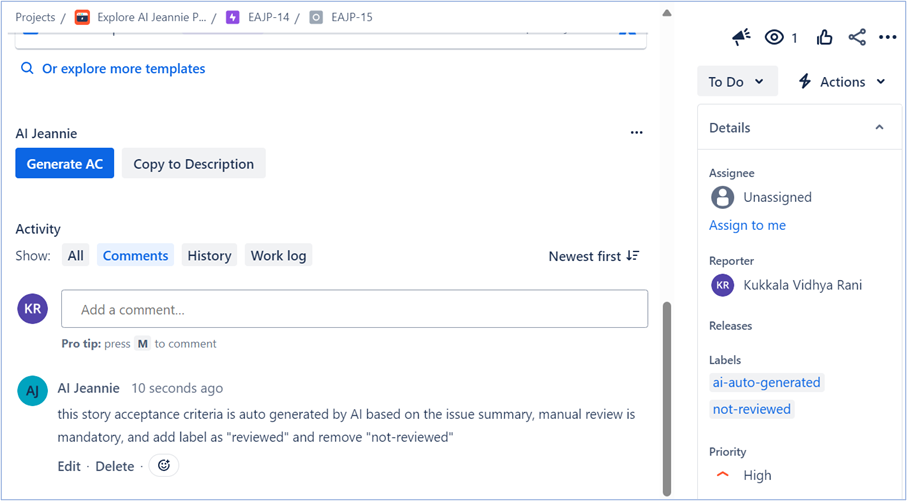 Projects / Explore AI Jeannie P... / EAJP-14 / EAJP-15
Or explore more templates
AI Jeannie
Generate AC Copy to Description
Activity
Show: All Comments History Work log Newest first
KR Add a comment...
Pro tip: press M to comment
AJ AI Jeannie 10 seconds ago
this story acceptance criteria is auto generated by AI based on the issue summary, manual review is
mandatory, and add label as "reviewed" and remove "not-reviewed"
Edit · Delete ·
1
To Do Actions
Details
Assignee
Unassigned
Assign to me
Reporter
KR Kukkala Vidhya Rani
Releases
Labels
ai-auto-generated
not-reviewed
Priority
High